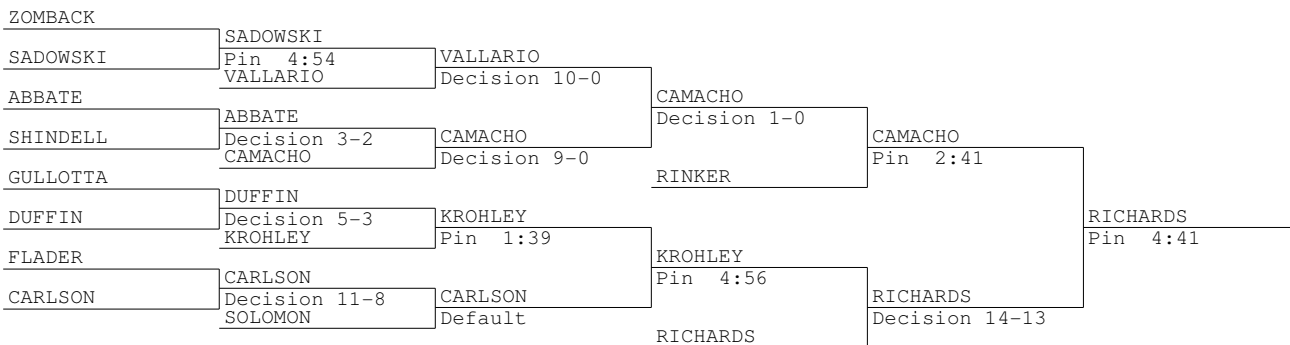 ZOMBACK
SADOWSKI
SADOWSKI
Pin 4:54
VALLARIO
VALLARIO
Decision 10-0
ABBATE
SHINDELL
ABBATE
Decision 3-2
CAMACHO
CAMACHO
Decision 9-0
CAMACHO
Decision 1-0
RINKER
CAMACHO
Pin 2:41
GULLOTTA
DUFFIN
DUFFIN
Decision 5-3
KROHLEY
KROHLEY
Pin 1:39
FLADER
CARLSON
CARLSON
Decision 11-8
SOLOMON
CARLSON
Default
KROHLEY
Pin 4:56
RICHARDS
RICHARDS
Decision 14-13
RICHARDS
Pin 4:41